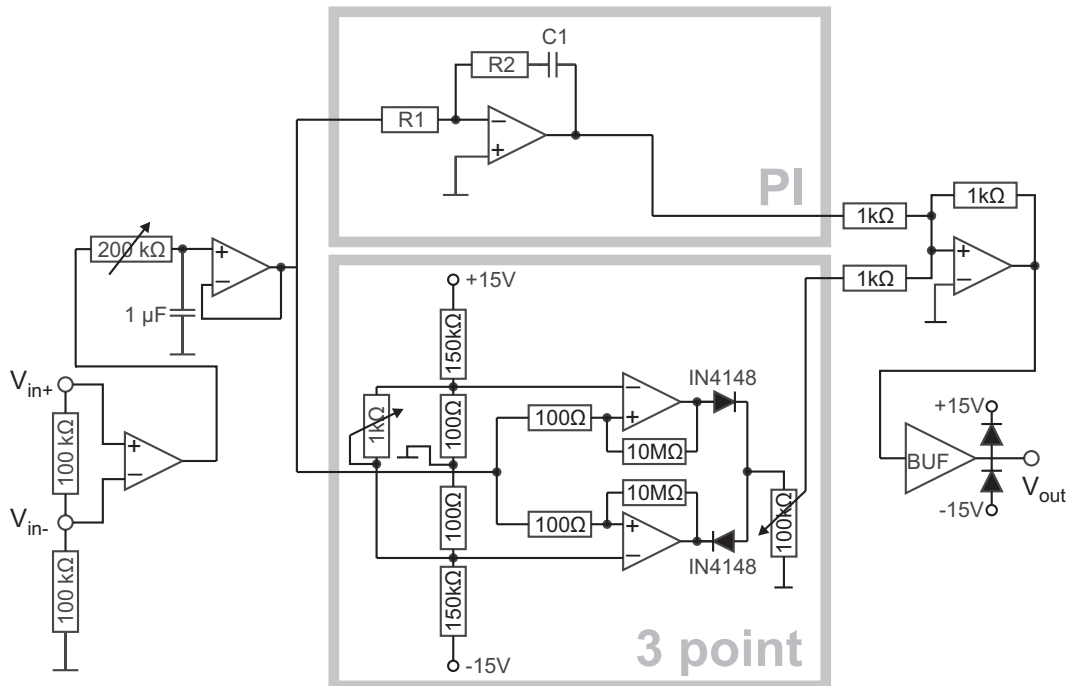 C1
R2
R1
PI
1kΩ
1kΩ
1kΩ
200 kΩ
1 µF
+15V
150kΩ
1kΩ
100Ω
100Ω
150kΩ
-15V
100Ω
10MΩ
IN4148
10MΩ
100Ω
IN4148
100kΩ
3 point
Vin+
100 kΩ
Vin-
100 kΩ
+15V
BUF
-15V
Vout